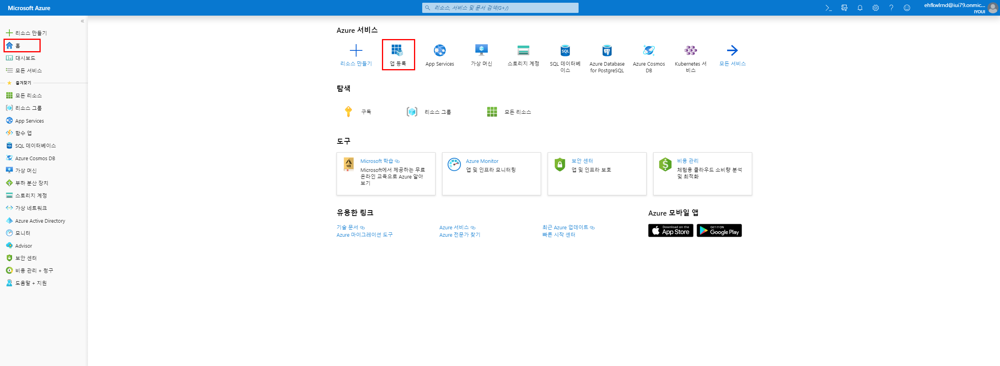 Microsoft Azure
리소스, 서비스 및 문서 검색(G+/)
ehfkwlrnd@iui79.onmic...
IYOUI
리소스 만들기
홈
대시보드
모든 서비스
즐겨찾기
모든 리소스
리소스 그룹
App Services
함수 앱
SQL 데이터베이스
Azure Cosmos DB
가상 머신
부하 분산 장치
스토리지 계정
가상 네트워크
Azure Active Directory
모니터
Advisor
보안 센터
비용 관리 + 청구
도움말 + 지원
Azure 서비스
리소스 만들기
앱 등록
App Services
가상 머신
스토리지 계정
SQL 데이터베
이스
Azure Database
for PostgreSQL
Azure Cosmos
DB
Kubernetes 서
비스
모든 서비스
탐색
구독
리소스 그룹
모든 리소스
도구
Microsoft 학습
Microsoft에서 제공하는 무료
온라인 교육으로 Azure 알아
보기
Azure Monitor
앱 및 인프라 모니터링
보안 센터
앱 및 인프라 보호
비용 관리
체험용 클라우드 소비량 분석
및 최적화
유용한 링크
기술 문서
Azure 마이그레이션 도구
Azure 서비스
Azure 전문가 찾기
최근 Azure 업데이트
빠른 시작 센터
Azure 모바일 앱
Download on the
App Store
GET IT ON
Google Play